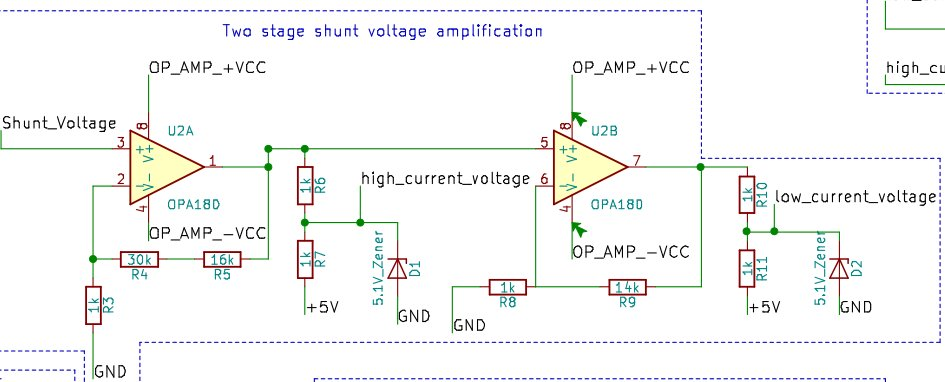 Two stage shunt voltage amplification
OP_AMP_+VCC
Shunt_Voltage
3
2
8
4
1
V+
V-
+
-
U2A
OPA180
OP_AMP_-VCC
30k
R4
16k
R5
1k
R3
GND
1k
R6
high_current_voltage
1k
R7
+5V
5.1V_Zener
D1
GND
OP_AMP_+VCC
5
6
8
4
7
V+
V-
+
-
U2B
OPA180
OP_AMP_-VCC
1k
R8
14k
R9
GND
1k
R10
low_current_voltage
1k
R11
+5V
5.1V_Zener
D2
GND
high_cu